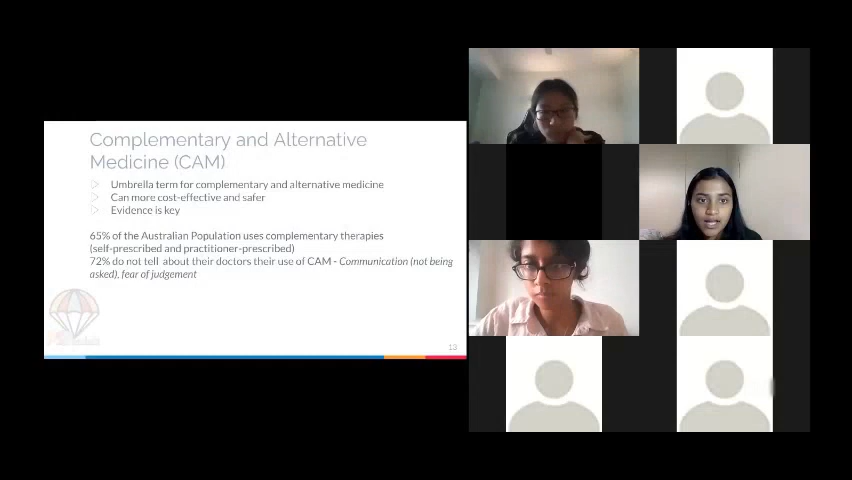 Complementary and Alternative
Medicine (CAM)
Umbrella term for complementary and alternative medicine
Can more cost-effective and safer
Evidence is key
65% of the Australian Population uses complementary therapies
(self-prescribed and practitioner-prescribed)
72% do not tell about their doctors their use of CAM - Communication (not being
asked), fear of judgement
13